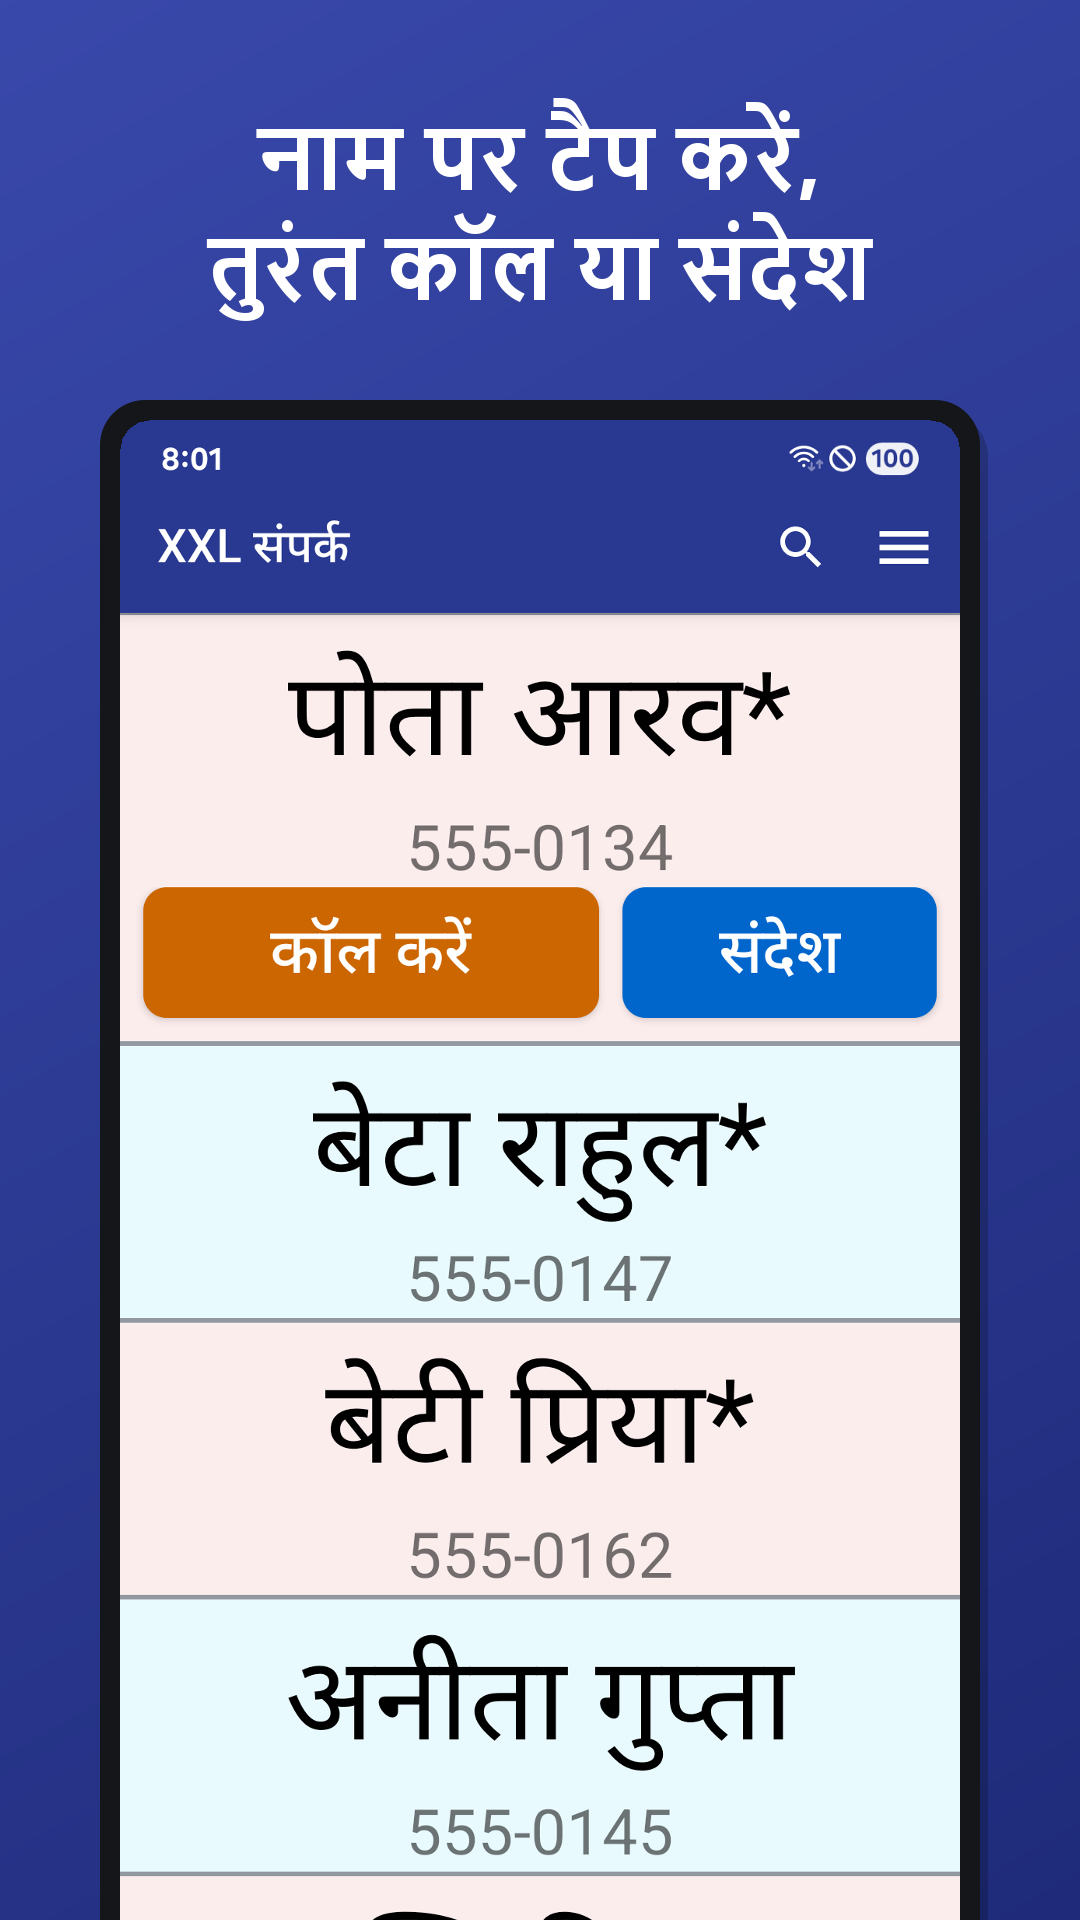 नाम पर टैप करें,
तुरंत कॉल या संदेश
8:01
100
XXL संपर्क
पोता आरव*
555-0134
कॉल करें
संदेश
बेटा राहुल*
555-0147
बेटी प्रिया*
555-0162
अनीता गुप्ता
555-0145